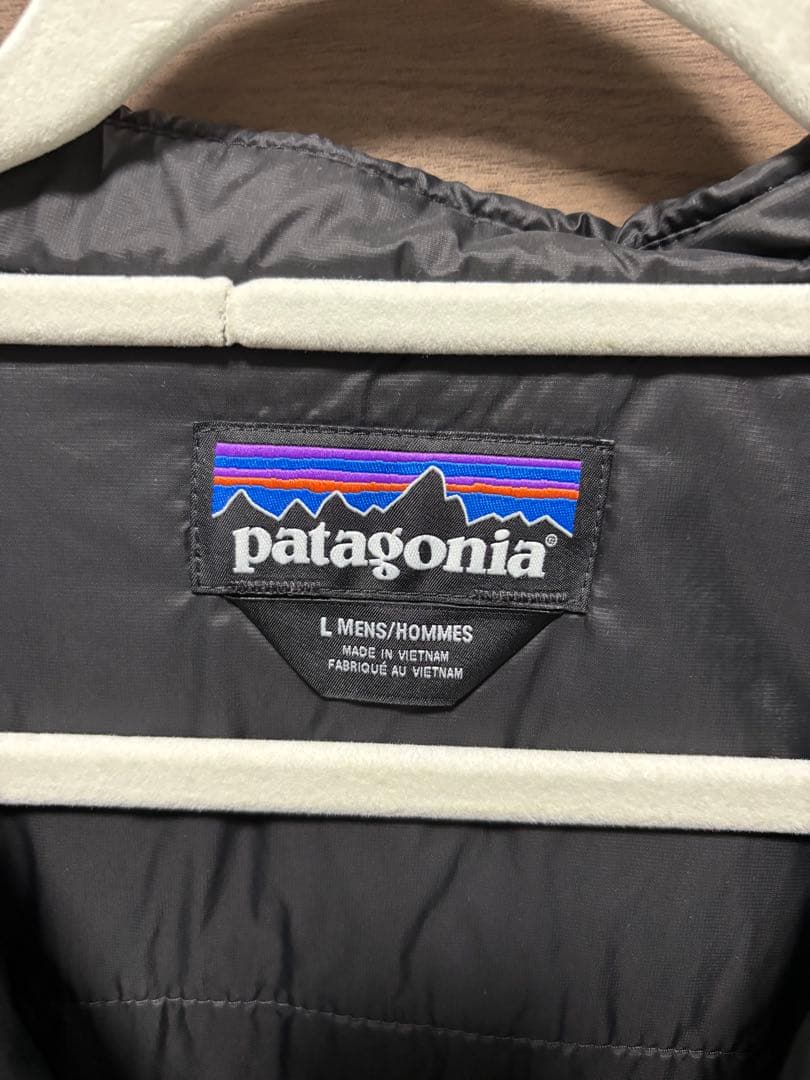 patagonia®
L MENS/HOMMES
MADE IN VIETNAM
FABRIQUÉ AU VIETNAM